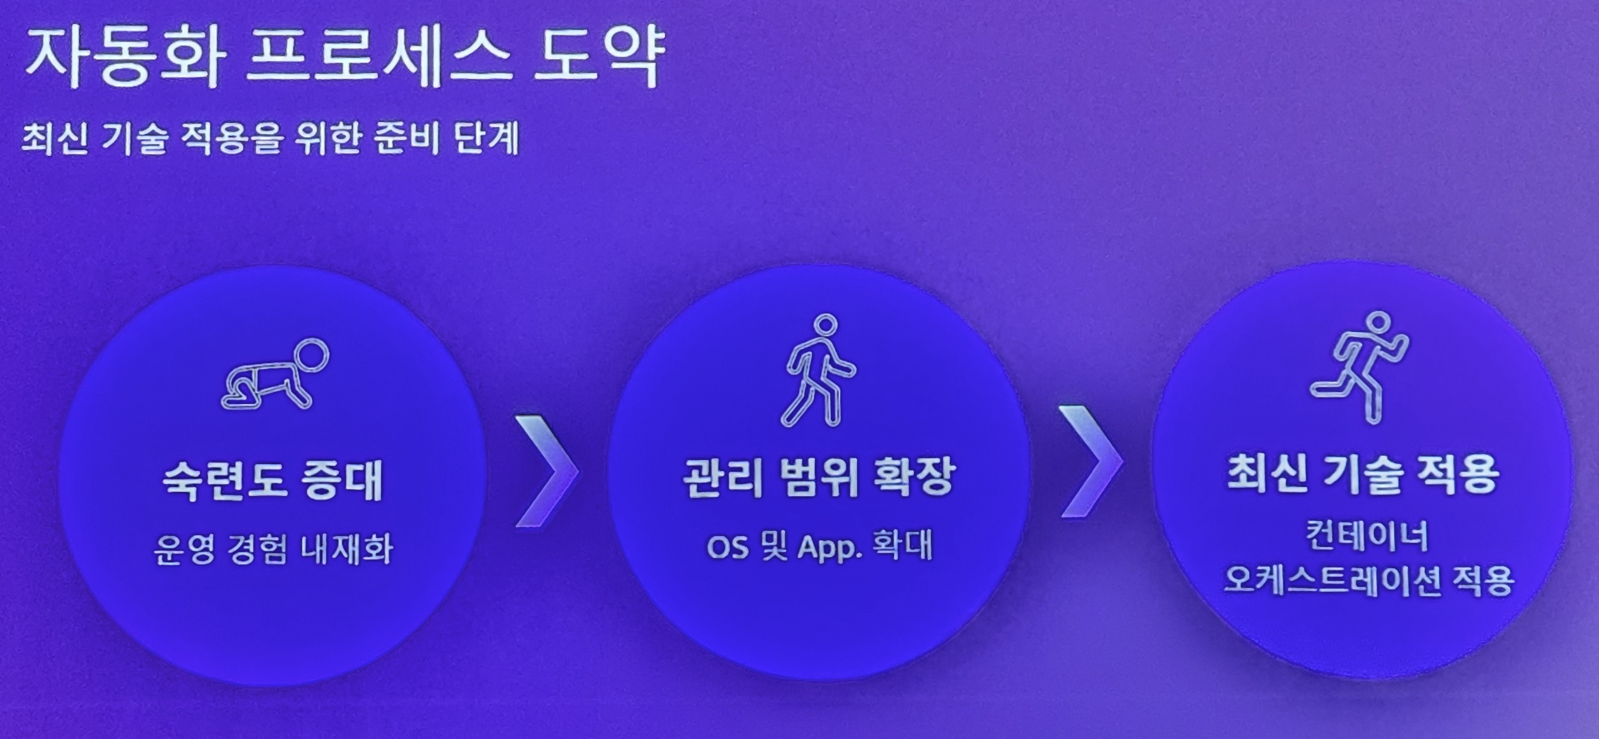 자동화 프로세스 도약
최신 기술 적용을 위한 준비 단계
숙련도 증대
운영 경험 내재화
관리 범위 확장
OS 및 App. 확대
최신 기술 적용
컨테이너
오케스트레이션 적용